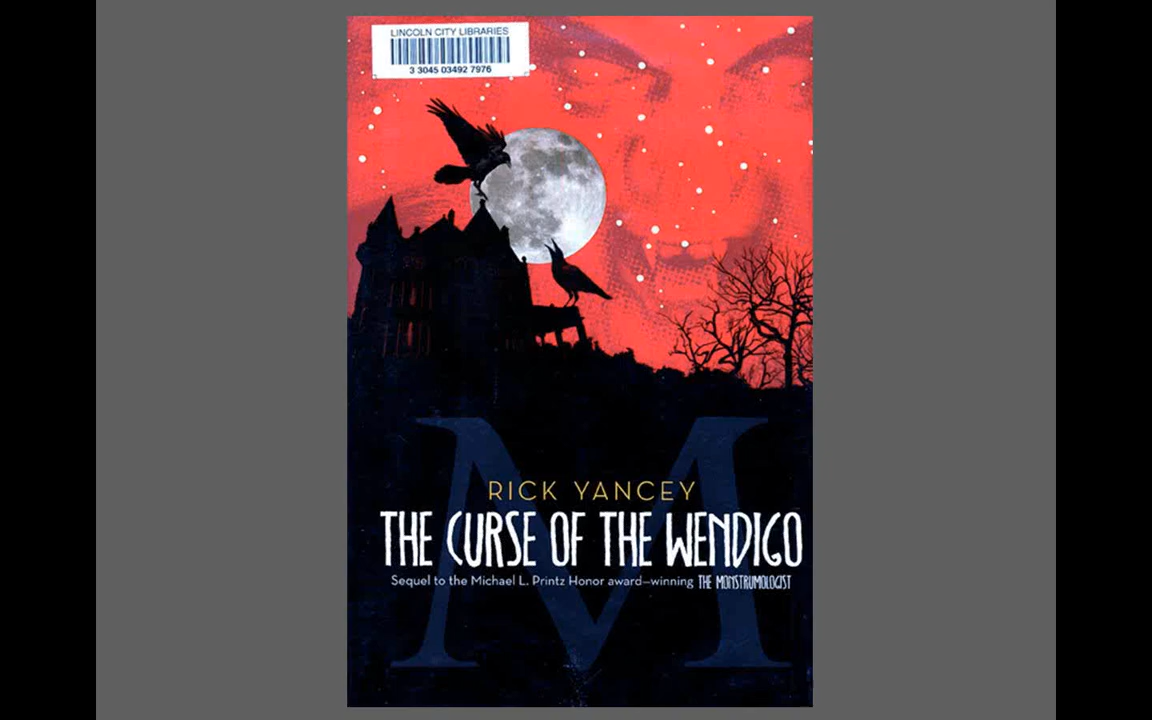 LINCOLN CITY LIBRARIES
3 3045 03492 7976
M
RICK YANCEY
THE CURSE OF THE WENDIGO
Sequel to the Michael L. Printz Honor award–winning THE MONSTRUMOLOGIST